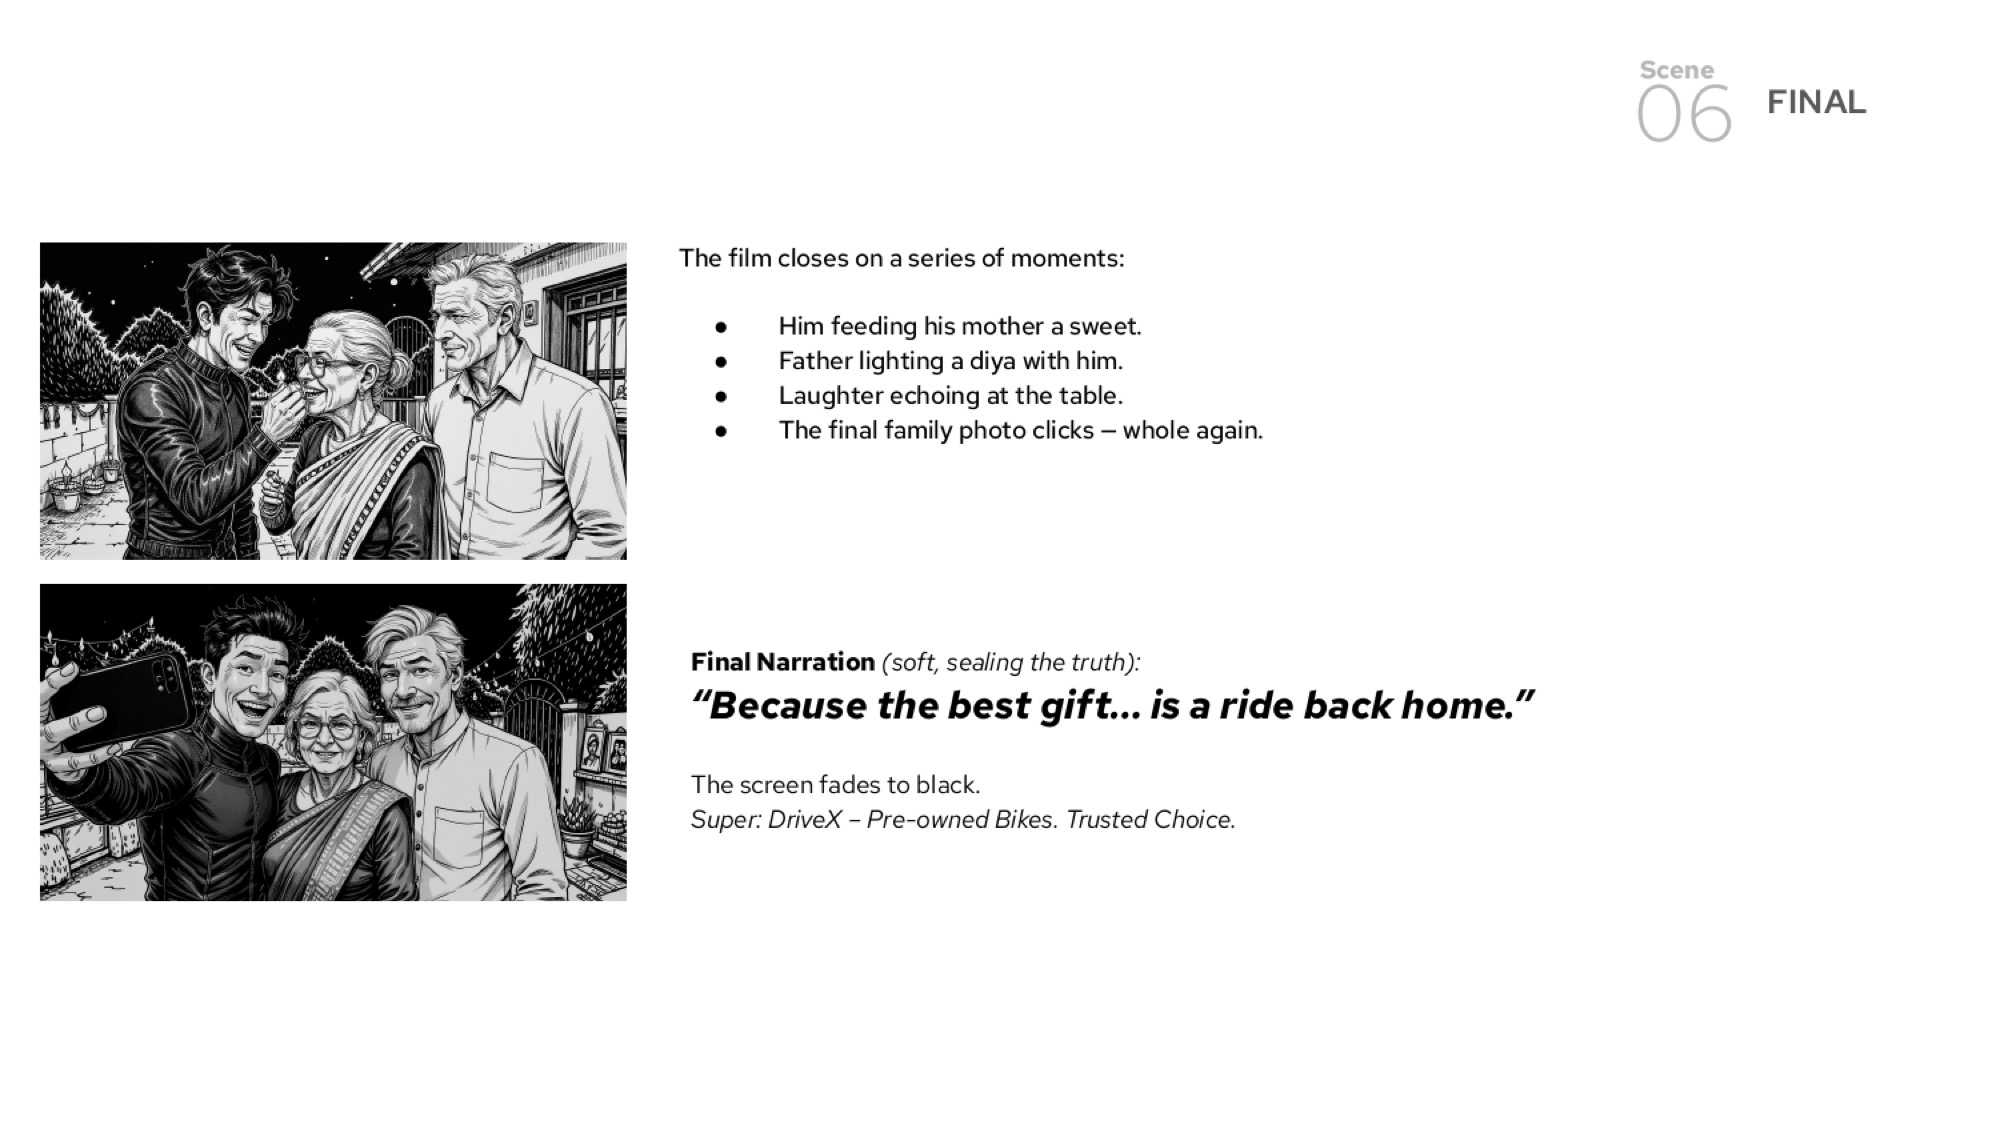 Scene
06
FINAL
The film closes on a series of moments:
● Him feeding his mother a sweet.
● Father lighting a diya with him.
● Laughter echoing at the table.
● The final family photo clicks – whole again.
Final Narration (soft, sealing the truth):
“Because the best gift... is a ride back home.”
The screen fades to black.
Super: DriveX – Pre-owned Bikes. Trusted Choice.